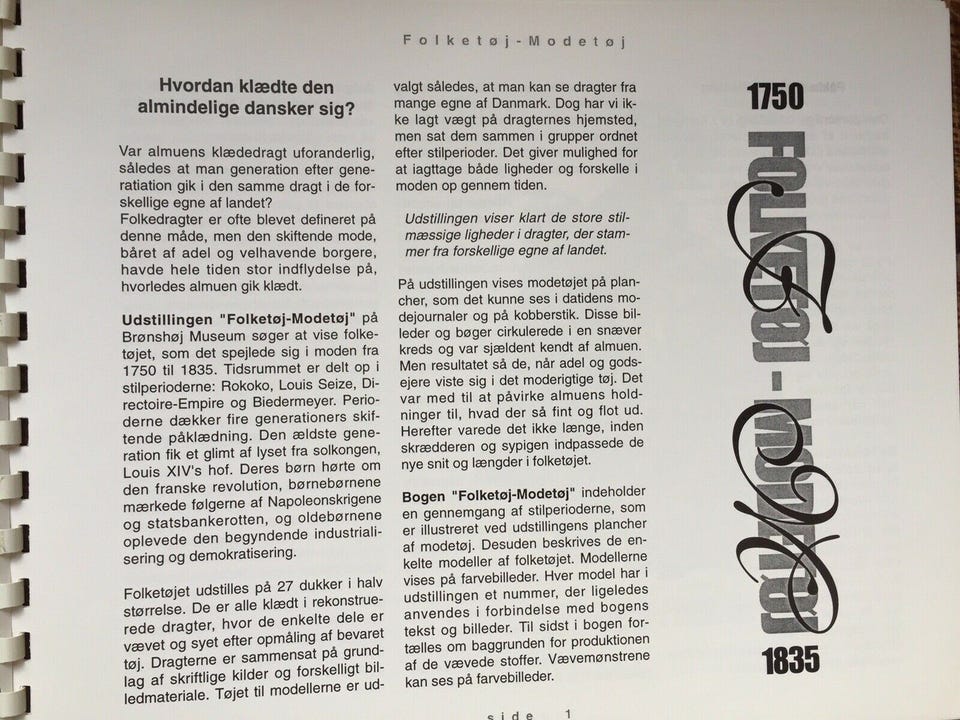 Folketøj-Modetøj
Hvordan klædte den
almindelige dansker sig?
Var almuens klædedragt uforanderlig,
således at man generation efter gene-
ratiation gik i den samme dragt i de for-
skellige egne af landet?
Folkedragter er ofte blevet defineret på
denne måde, men den skiftende mode,
båret af adel og velhavende borgere,
havde hele tiden stor indflydelse på,
hvorledes almuen gik klædt.
Udstillingen "Folketøj-Modetøj" på
Brønshøj Museum søger at vise folke-
tøjet, som det spejlede sig i moden fra
1750 til 1835. Tidsrummet er delt op i
stilperioderne: Rokoko, Louis Seize, Di-
rectoire-Empire og Biedermeyer. Perio-
derne dækker fire generationers skif-
tende påklædning. Den ældste gene-
ration fik et glimt af lyset fra solkongen,
Louis XIV's hof. Deres børn hørte om
den franske revolution, børnebørnene
mærkede følgerne af Napoleonskrigene
og statsbankerotten, og oldebørnene
oplevede den begyndende industriali-
sering og demokratisering.
Folketøjet udstilles på 27 dukker i halv
størrelse. De er alle klædt i rekonstrue-
rede dragter, hvor de enkelte dele er
vævet og syet efter opmåling af bevaret
tøj. Dragterne er sammensat på grund-
lag af skriftlige kilder og forskelligt bil-
ledmateriale. Tøjet til modellerne er ud-
valgt således, at man kan se dragter fra
mange egne af Danmark. Dog har vi ik-
ke lagt vægt på dragternes hjemsted,
men sat dem sammen i grupper ordnet
efter stilperioder. Det giver mulighed for
at iagttage både ligheder og forskelle i
moden op gennem tiden.
Udstillingen viser klart de store stil-
mæssige ligheder i dragter, der stam-
mer fra forskellige egne af landet.
På udstillingen vises modetøjet på plan-
cher, som det kunne ses i datidens mo-
dejournaler og på kobberstik. Disse bil-
leder og bøger cirkulerede i en snæver
kreds og var sjældent kendt af almuen.
Men resultatet så de, når adel og gods-
ejere viste sig i det moderigtige tøj. Det
var med til at påvirke almuens hold-
ninger til, hvad der så fint og flot ud.
Herefter varede det ikke længe, inden
skrædderen og sypigen indpassede de
nye snit og længder i folketøjet.
Bogen "Folketøj-Modetøj" indeholder
en gennemgang af stilperioderne, som
er illustreret ved udstillingens plancher
af modetøj. Desuden beskrives de en-
kelte modeller af folketøjet. Modellerne
vises på farvebilleder. Hver model har i
udstillingen et nummer, der ligeledes
anvendes i forbindelse med bogens
tekst og billeder. Til sidst i bogen for-
tælles om baggrunden for produktionen
af de vævede stoffer. Vævemønstrene
kan ses på farvebilleder.
1750
FOLKETØJ - MODETØJ
1835
side 1